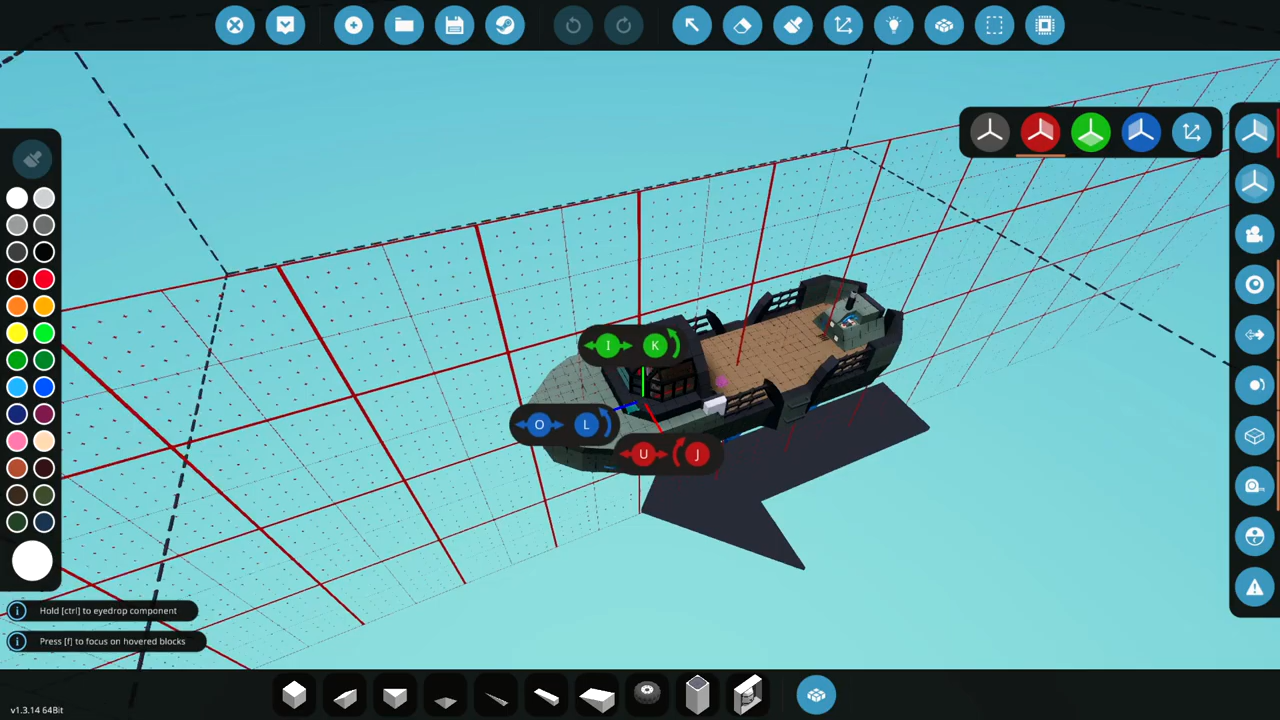 I K
O L
U J
Hold [ctrl] to eyedrop component
Press [f] to focus on hovered blocks
v1.3.14 64Bit